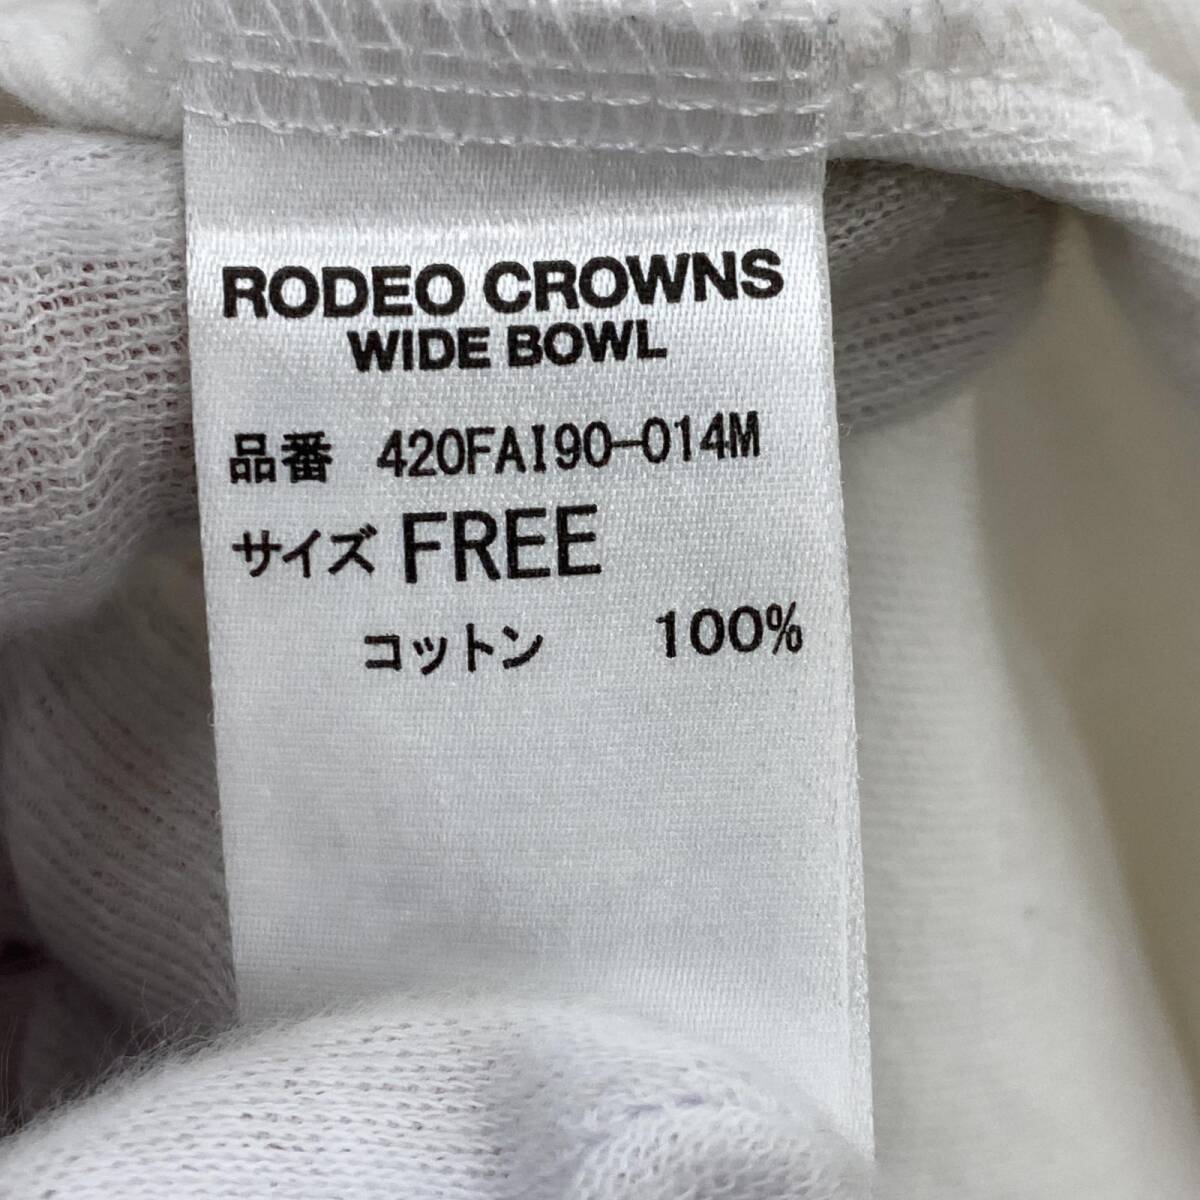 RODEO CROWNS
WIDE BOWL
品番 420FAI90-014M
サイズ FREE
コットン 100%